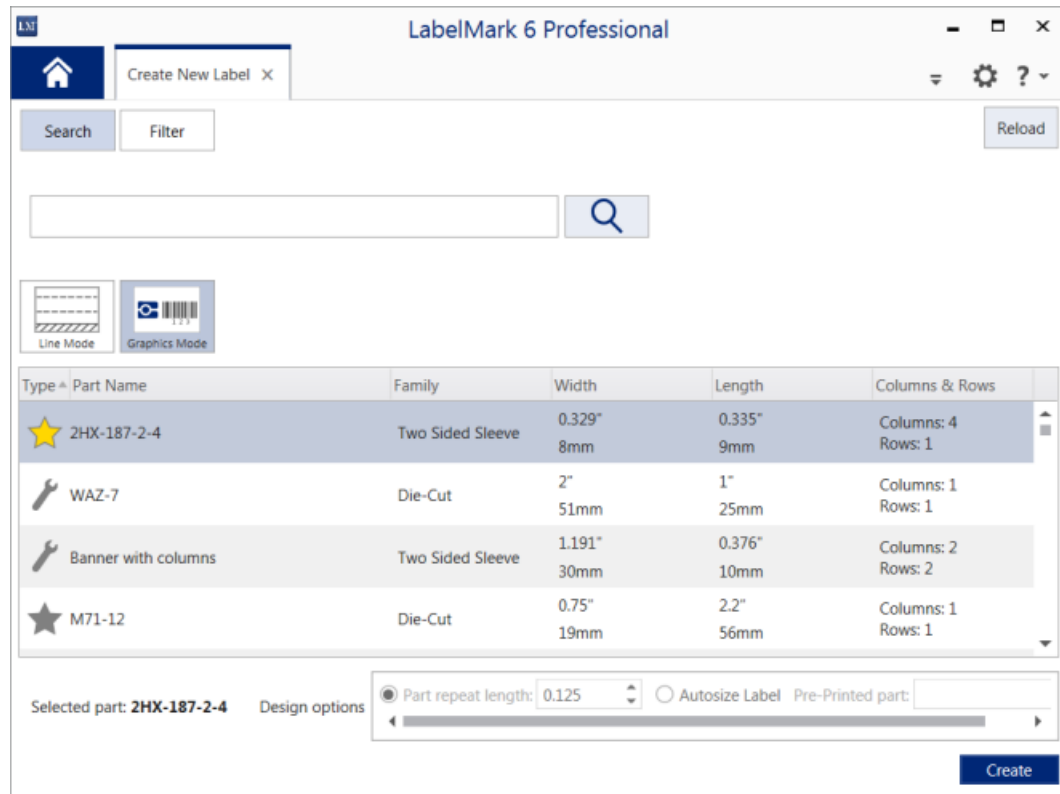 LM
LabelMark 6 Professional
Create New Label
?
Search Filter Reload
1 2 3
Line Mode Graphics Mode
Type Part Name Family Width Length Columns & Rows
2HX-187-2-4 Two Sided Sleeve 0.329" 0.335" Columns: 4
8mm 9mm Rows: 1
WAZ-7 Die-Cut 2" 1" Columns: 1
51mm 25mm Rows: 1
Banner with columns Two Sided Sleeve 1.191" 0.376" Columns: 2
30mm 10mm Rows: 2
M71-12 Die-Cut 0.75" 2.2" Columns: 1
19mm 56mm Rows: 1
Selected part: 2HX-187-2-4 Design options Part repeat length: 0.125 Autosize Label Pre-Printed part:
Create